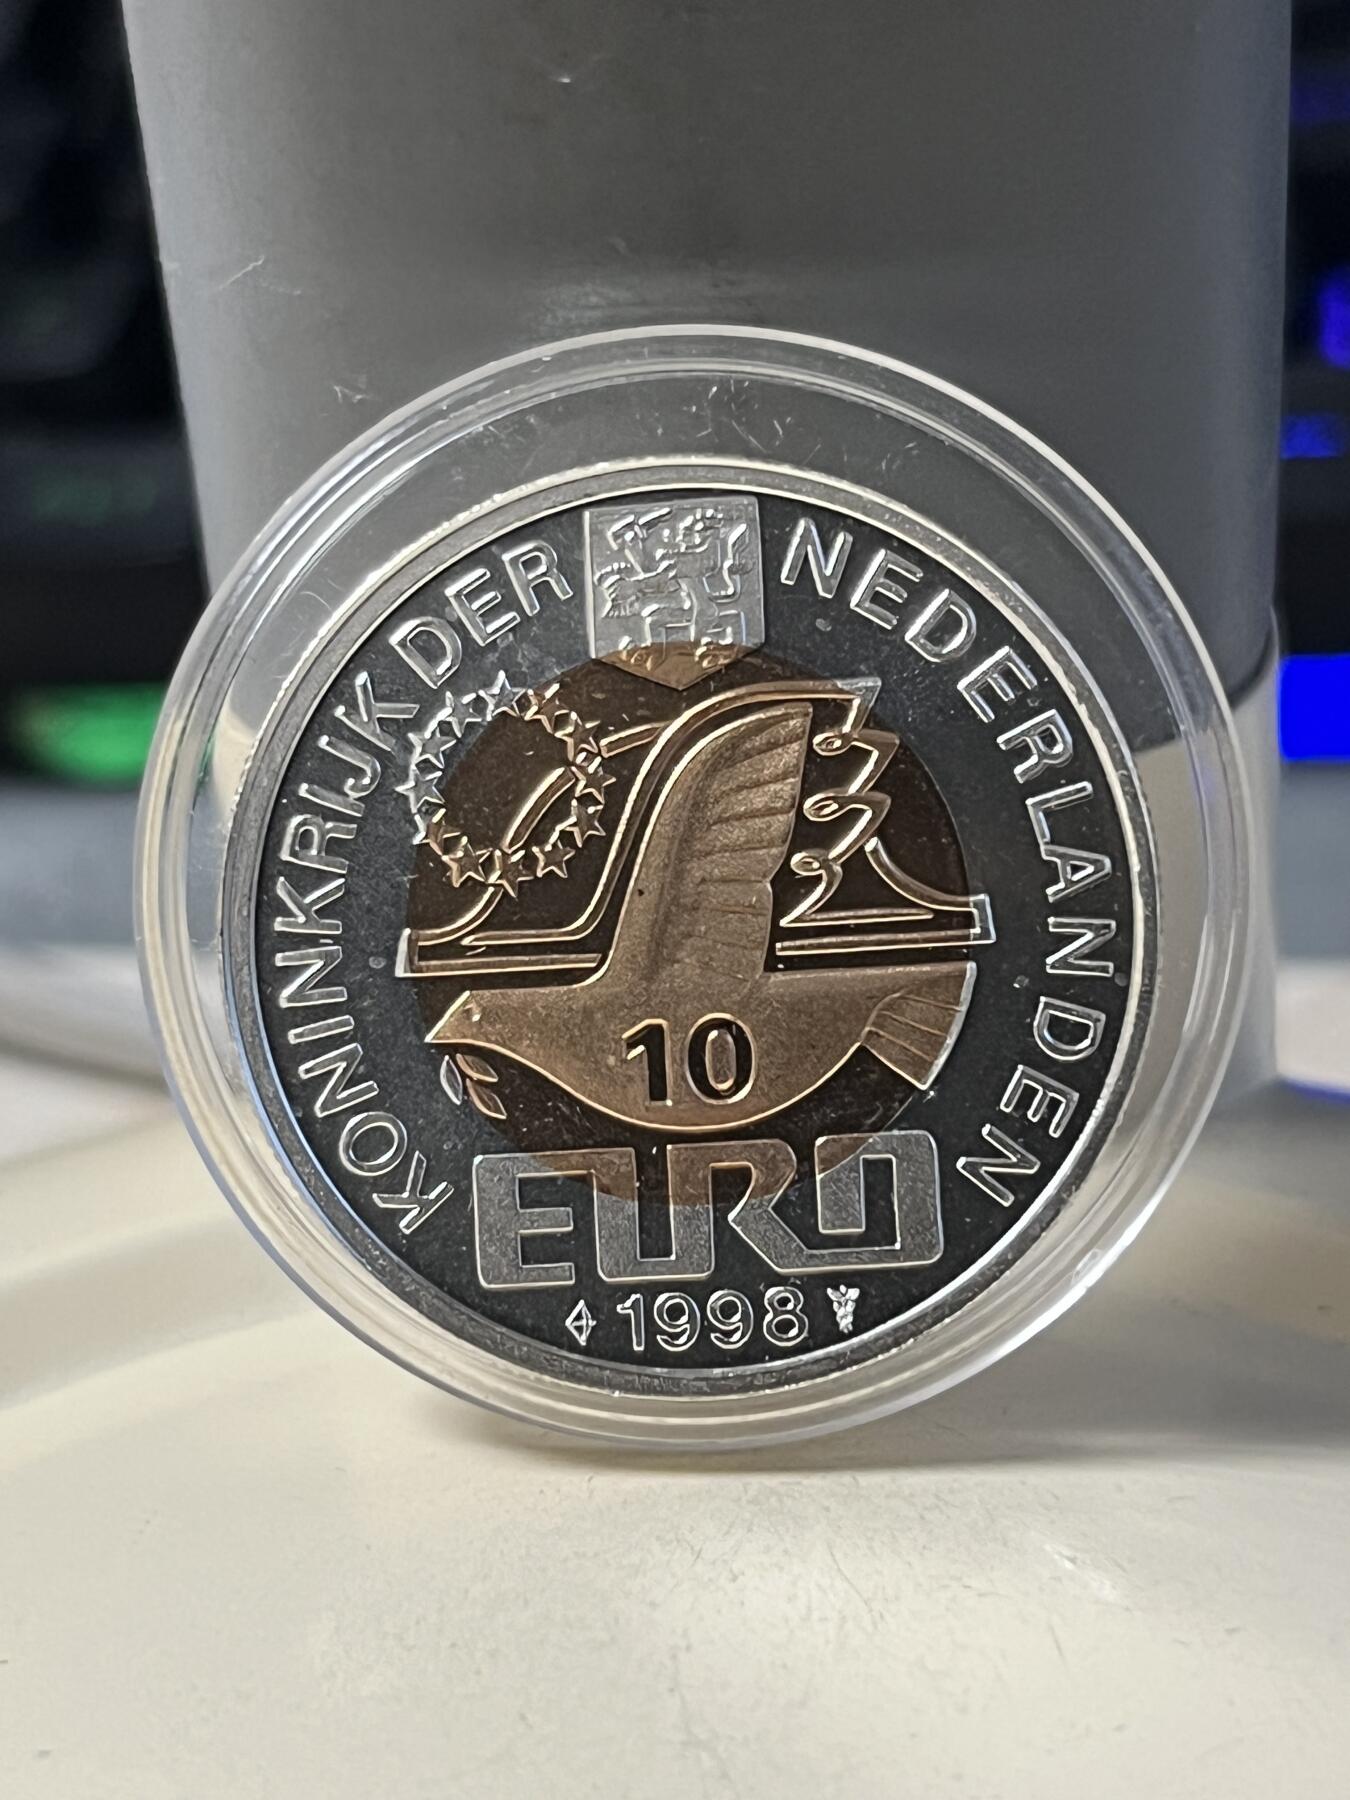 KONINKRIJK DER NEDERLANDEN
10
EURO
1998